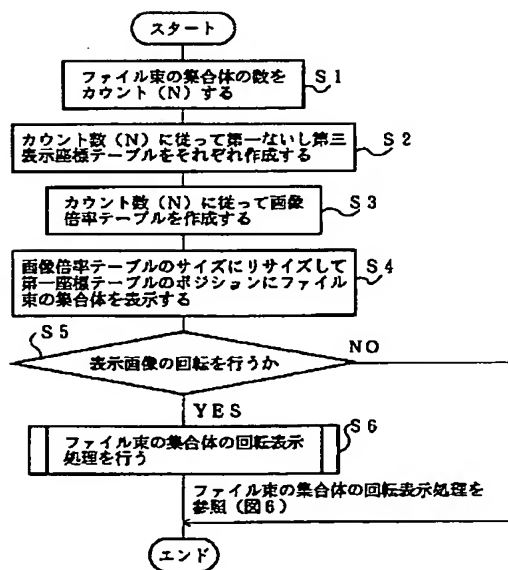 スタート
ファイル束の集合体の数を
カウント（N）する
S1
カウント数（N）に従って第一ないし第三
表示座標テーブルをそれぞれ作成する
S2
カウント数（N）に従って画像
倍率テーブルを作成する
S3
画像倍率テーブルのサイズにリサイズして
第一座標テーブルのポジションにファイル
束の集合体を表示する
S4
S5
表示画像の回転を行うか
NO
YES
ファイル束の集合体の回転表示
処理を行う
S6
ファイル束の集合体の回転表示処理を
参照（図6）
エンド